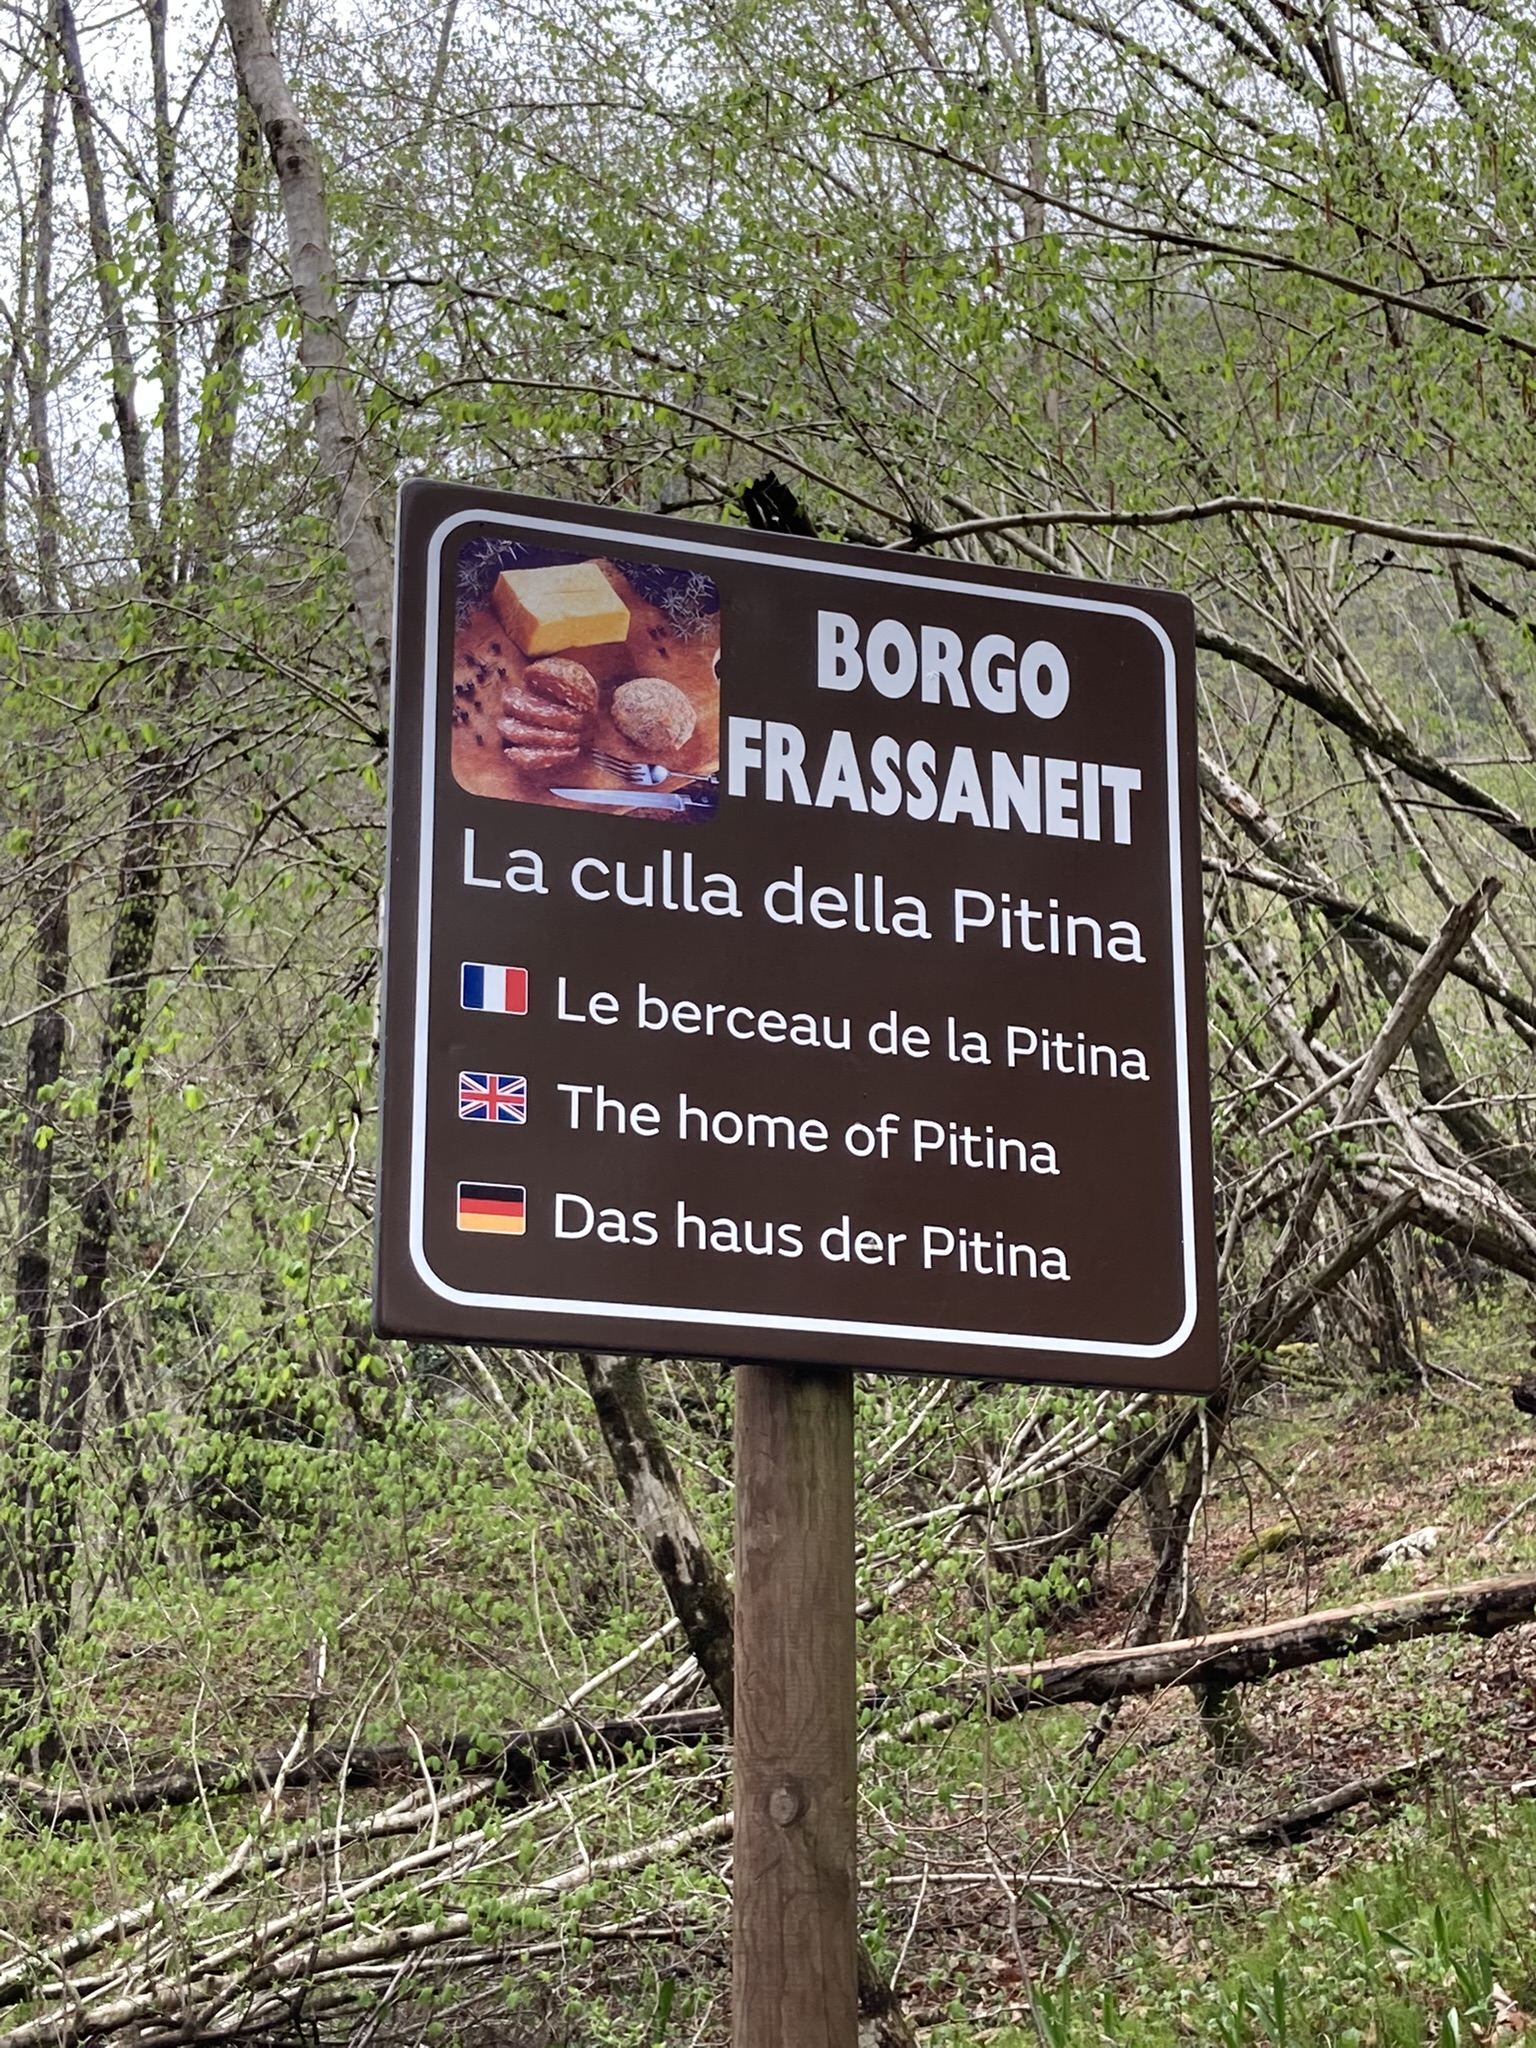 BORGO
FRASSANEIT
La culla della Pitina
Le berceau de la Pitina
The home of Pitina
Das haus der Pitina